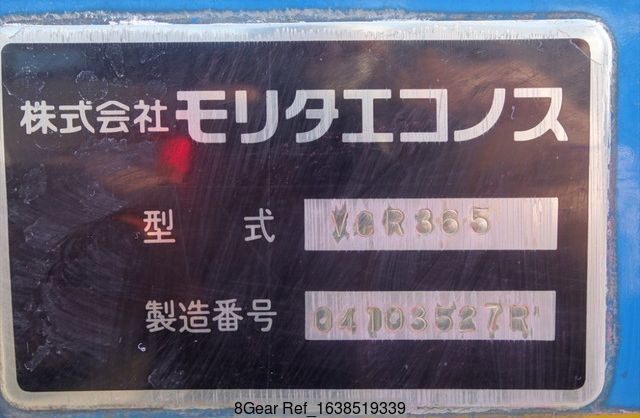 株式会社モリタエコノス
型式 VGR365
製造番号 04103527R
8Gear Ref_1638519339